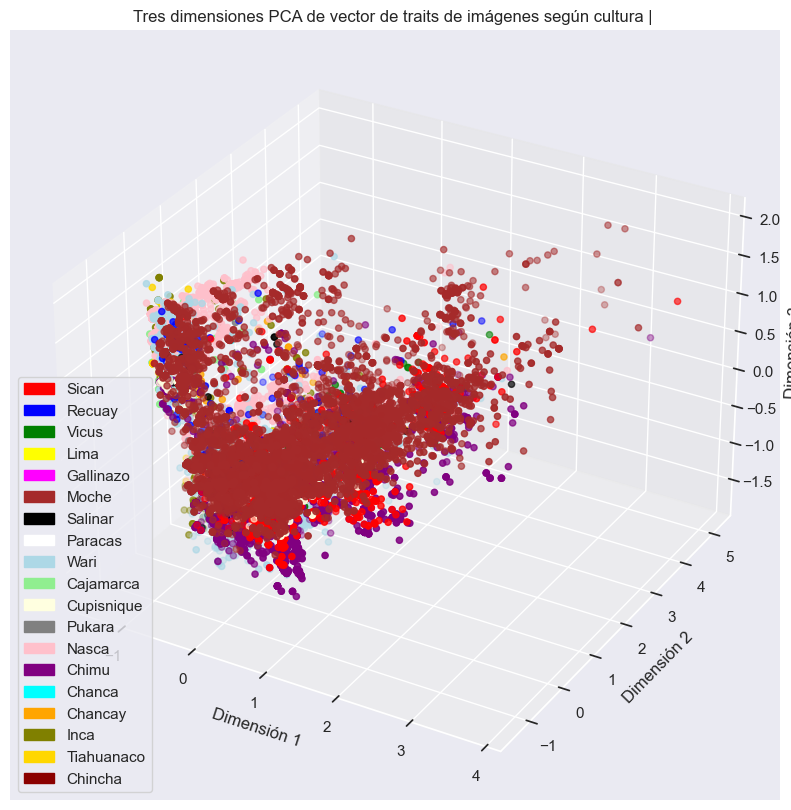 Tres dimensiones PCA de vector de traits de imágenes según cultura |
2.0
1.5
1.0
0.5
0.0
−0.5
−1.0
−1.5
Dimensión
5
4
3
2
1
0
−1
Dimensión 2
−1
0
1
2
3
4
Dimensión 1
Sican
Recuay
Vicus
Lima
Gallinazo
Moche
Salinar
Paracas
Wari
Cajamarca
Cupisnique
Pukara
Nasca
Chimu
Chanca
Chancay
Inca
Tiahuanaco
Chincha